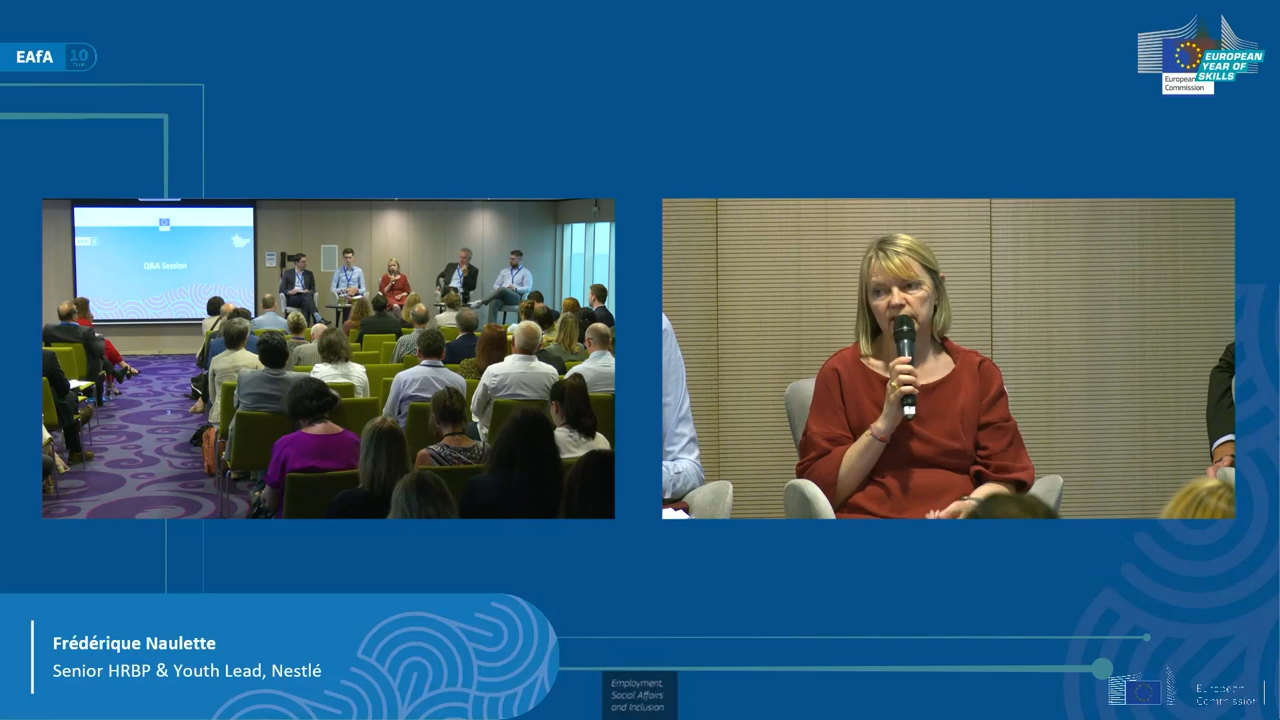 EAfA
10
European
Commission
EUROPEAN
YEAR OF
SKILLS
Q&A Session
Frédérique Naulette
Senior HRBP & Youth Lead, Nestlé
Employment,
Social Affairs
and Inclusion
European
Commission